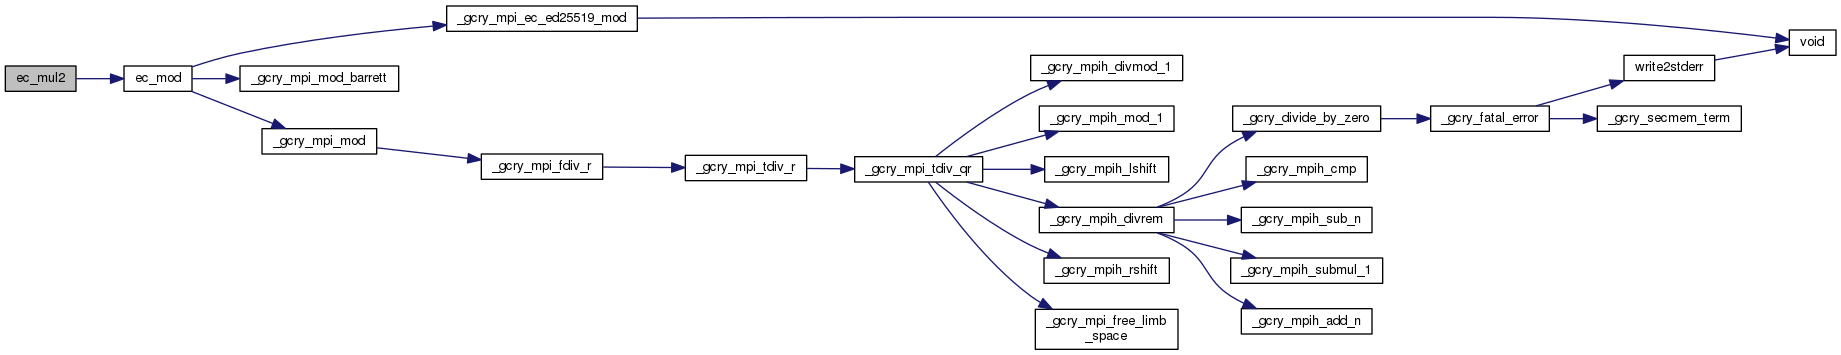 _gcry_mpi_ec_ed25519_mod
void
_gcry_mpih_divmod_1
write2stderr
ec_mul2
ec_mod
_gcry_mpi_mod_barrett
_gcry_mpih_mod_1
_gcry_divide_by_zero
_gcry_fatal_error
_gcry_secmem_term
_gcry_mpi_mod
_gcry_mpi_fdiv_r
_gcry_mpi_tdiv_r
_gcry_mpi_tdiv_qr
_gcry_mpih_lshift
_gcry_mpih_cmp
_gcry_mpih_divrem
_gcry_mpih_sub_n
_gcry_mpih_rshift
_gcry_mpih_submul_1
_gcry_mpi_free_limb
_space
_gcry_mpih_add_n